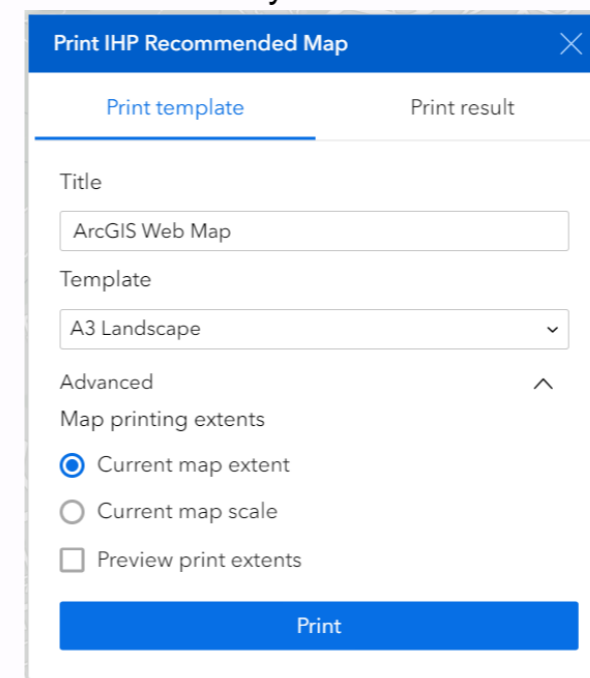 Print IHP Recommended Map
Print template
Print result
Title
ArcGIS Web Map
Template
A3 Landscape
Advanced
Map printing extents
Current map extent
Current map scale
Preview print extents
Print